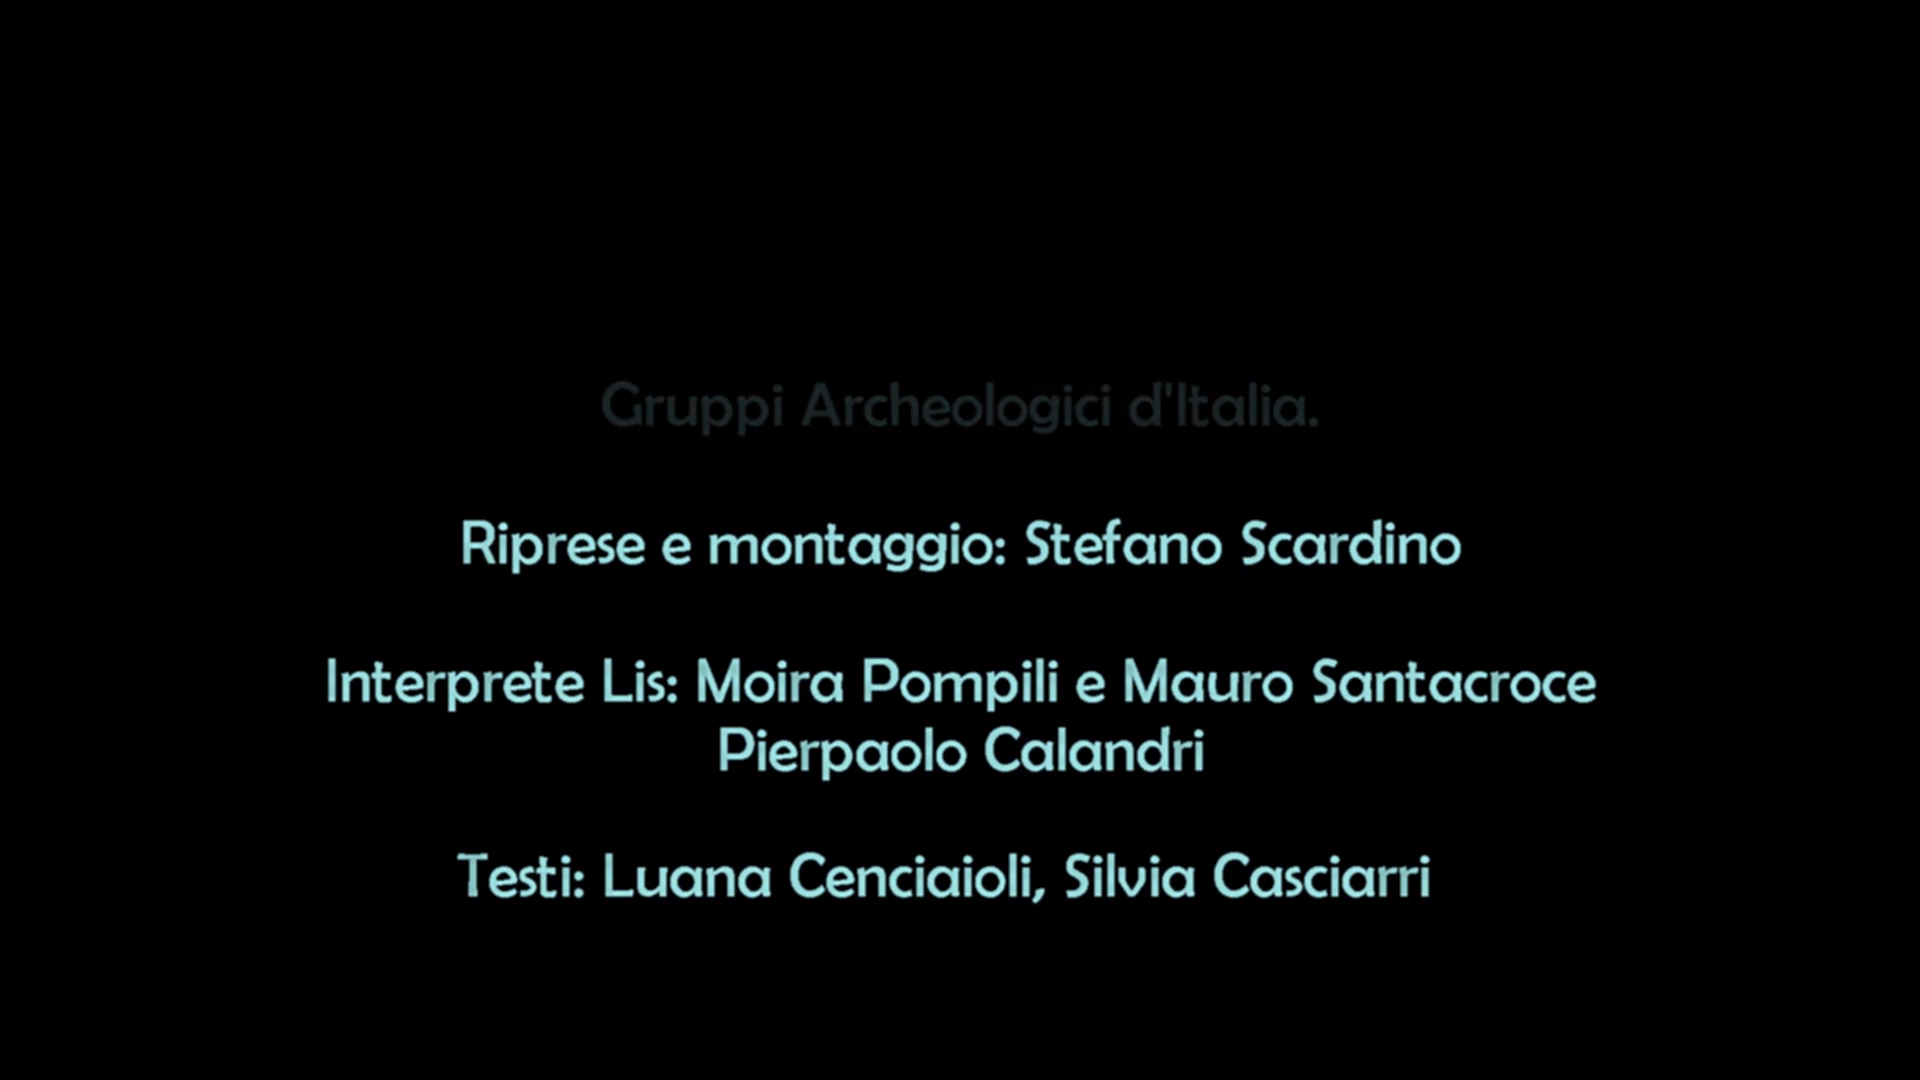 Gruppi Archeologici d'Italia.
Riprese e montaggio: Stefano Scardino
Interprete Lis: Moira Pompili e Mauro Santacroce
Pierpaolo Calandri
Testi: Luana Cenciaioli, Silvia Casciarri